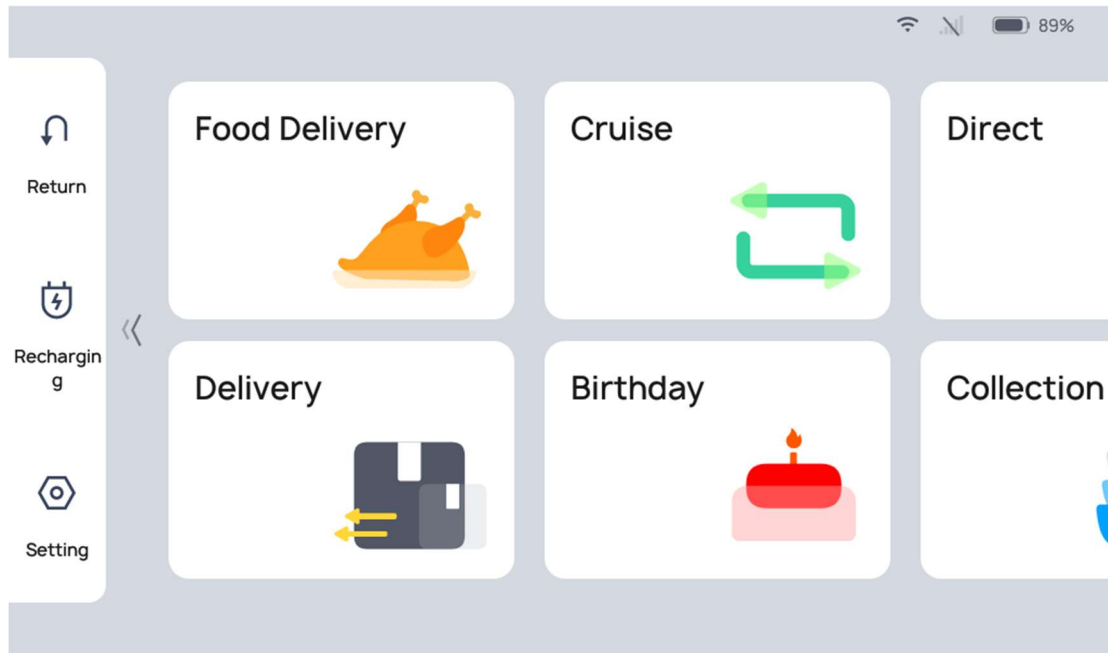 89%
Return
Rechargin
g
Setting
Food Delivery
Cruise
Direct
Delivery
Birthday
Collection